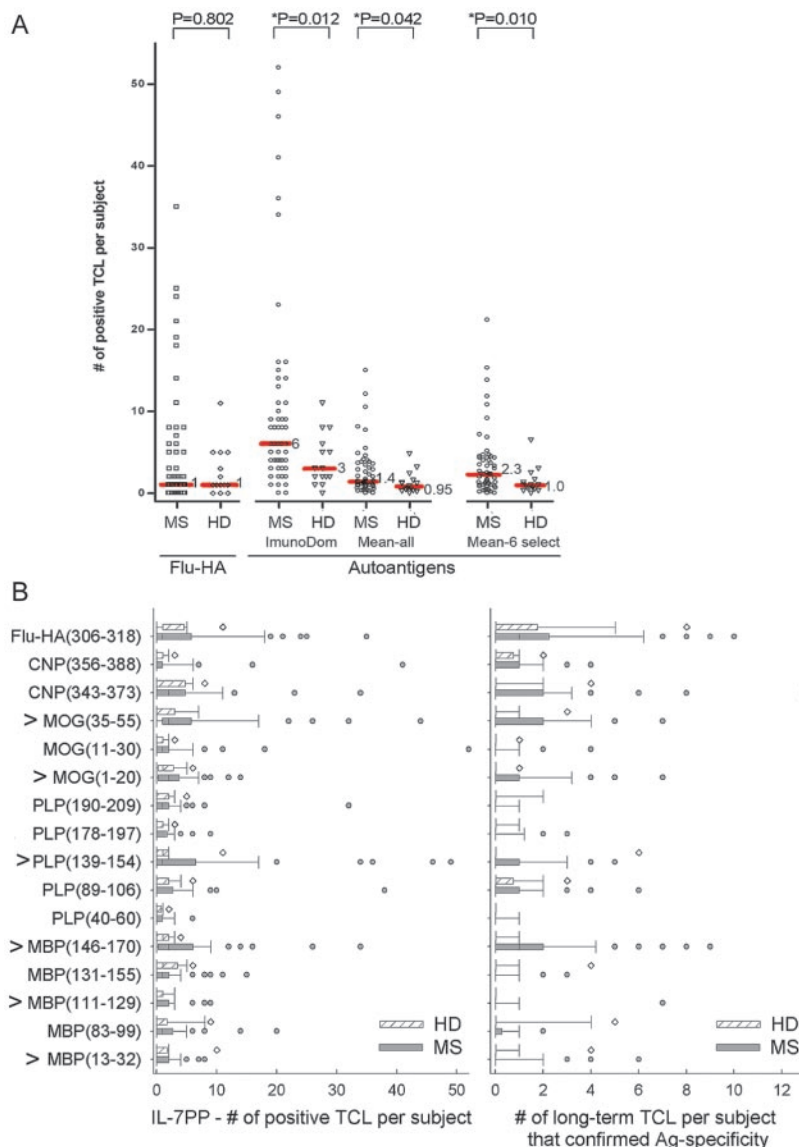 A
P=0.802 *P=0.012 *P=0.042 *P=0.010
# of positive TCL per subject
50
40
30
20
10
0
1 1 6 3 1.4 0.95 2.3 1.0
MS HD MS HD MS HD MS HD
ImunoDom Mean-all Mean-6 select
Flu-HA Autoantigens
B
Flu-HA(306-318)
CNP(356-388)
CNP(343-373)
> MOG(35-55)
MOG(11-30)
> MOG(1-20)
PLP(190-209)
PLP(178-197)
> PLP(139-154)
PLP(89-106)
PLP(40-60)
> MBP(146-170)
MBP(131-155)
> MBP(111-129)
MBP(83-99)
> MBP(13-32)
HD
MS
HD
MS
0 10 20 30 40 50
0 2 4 6 8 10 12
IL-7PP - # of positive TCL per subject
# of long-term TCL per subject
that confirmed Ag-specificity